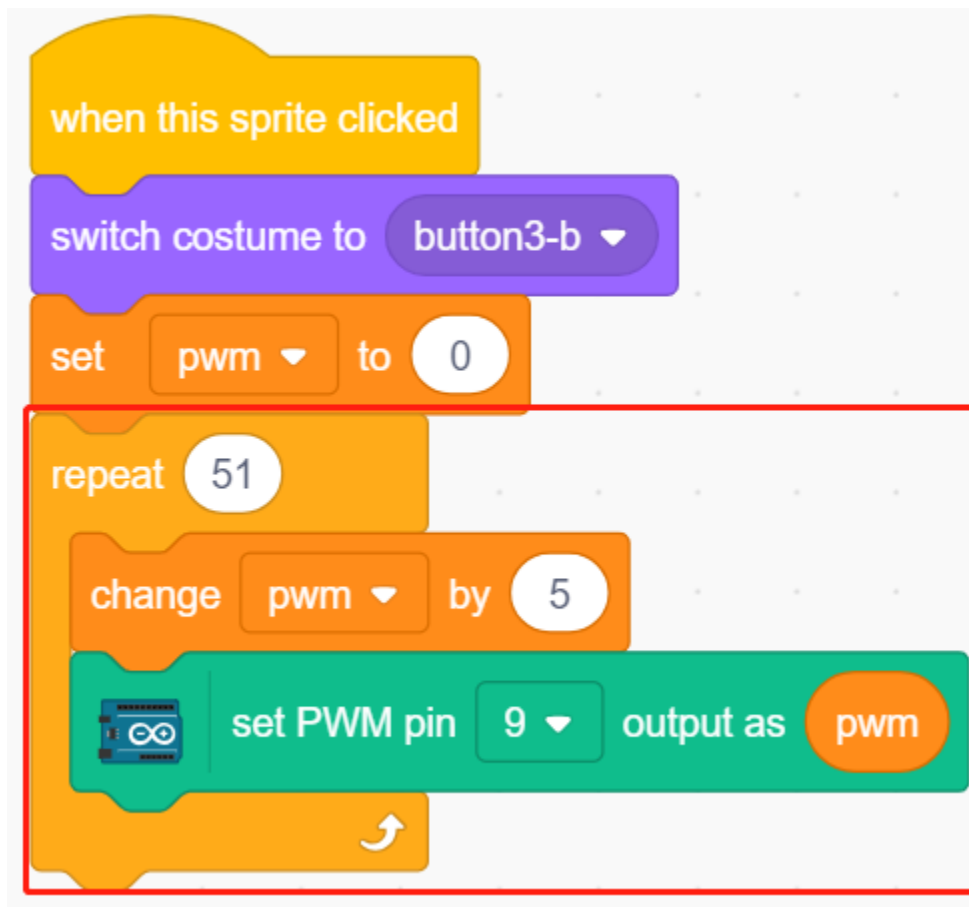 when this sprite clicked
switch costume to button3-b
set pwm to 0
repeat 51
change pwm by 5
set PWM pin 9 output as pwm